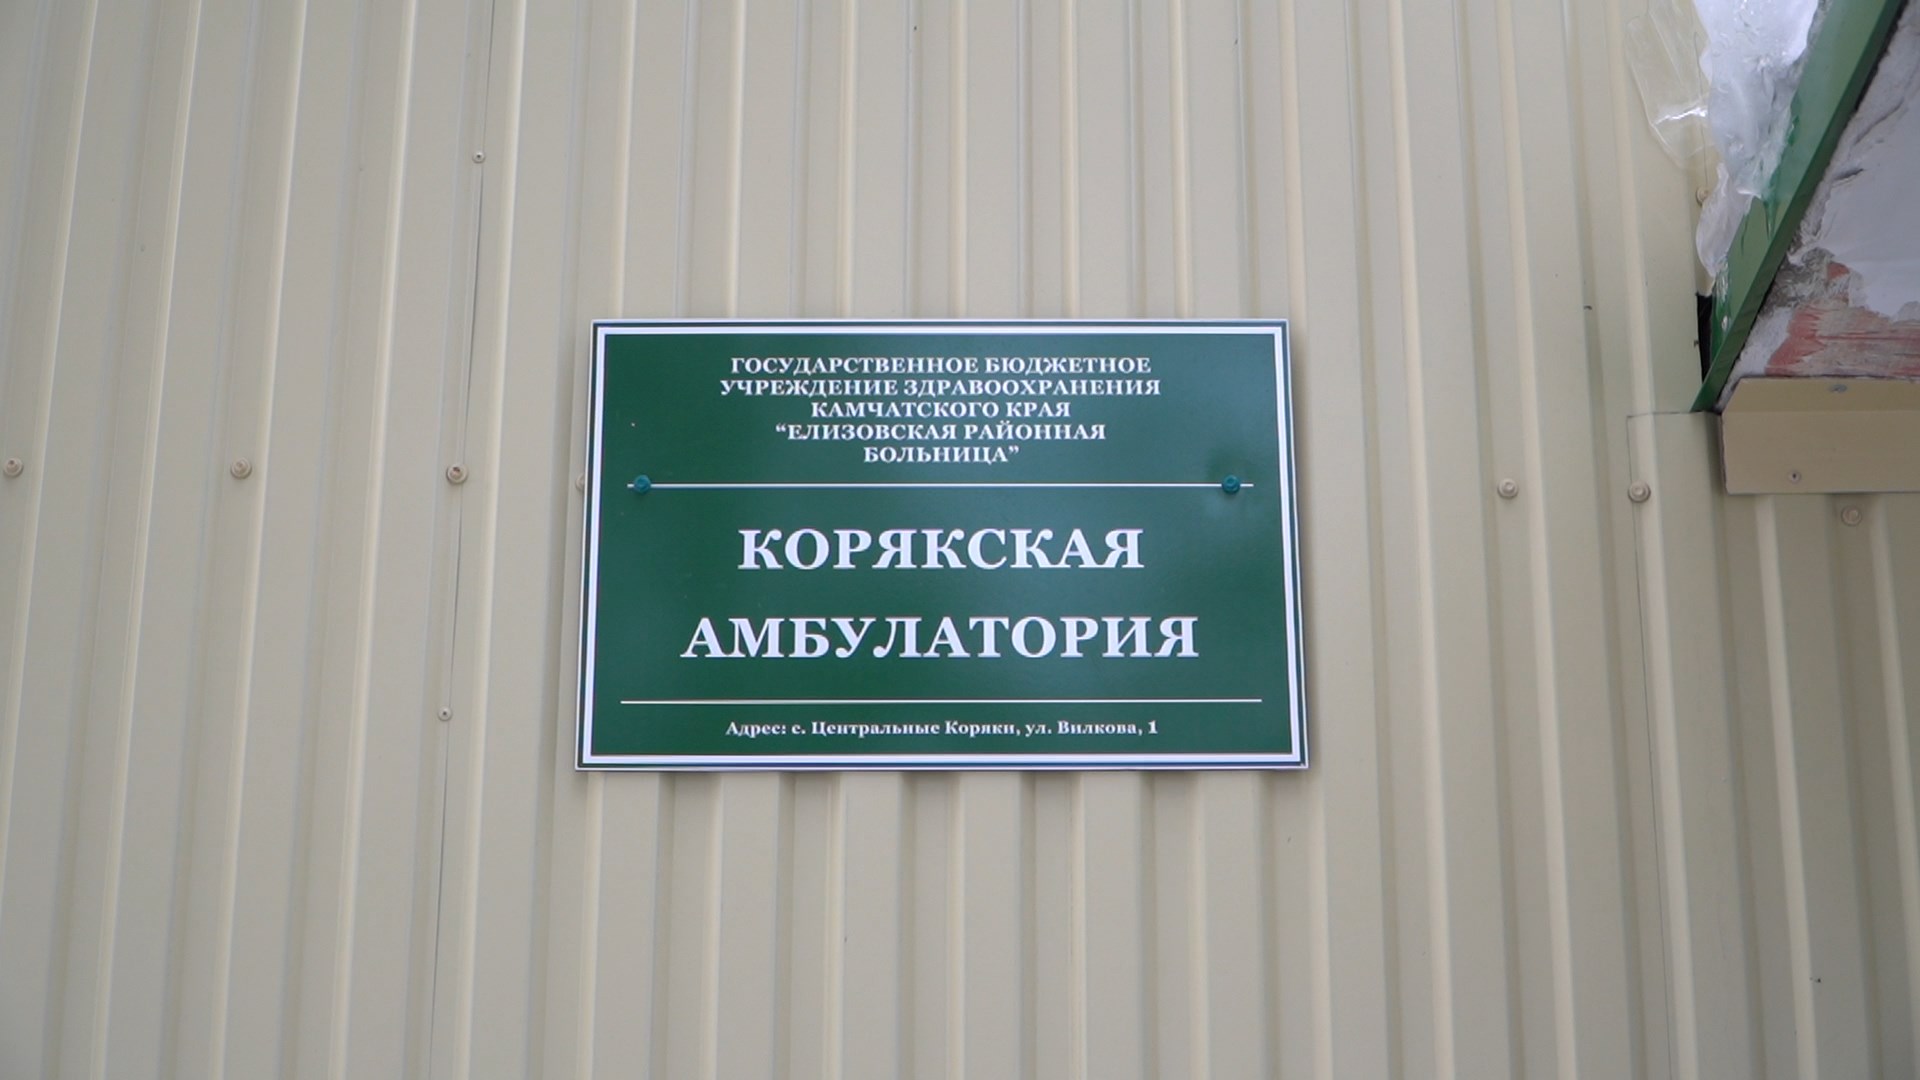 ГОСУДАРСТВЕННОЕ БЮДЖЕТНОЕ
УЧРЕЖДЕНИЕ ЗДРАВООХРАНЕНИЯ
КАМЧАТСКОГО КРАЯ
“ЕЛИЗОВСКАЯ РАЙОННАЯ
БОЛЬНИЦА”
КОРЯКСКАЯ
АМБУЛАТОРИЯ
Адрес: с. Центральные Коряки, ул. Вилкова, 1